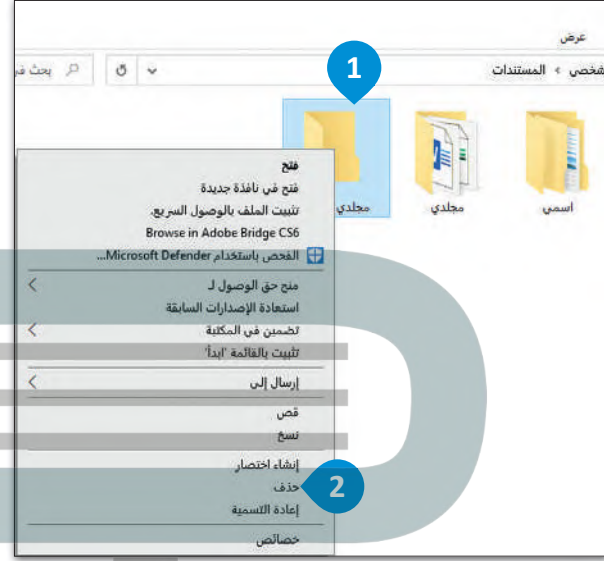 عرض
شخصي › المستندات
بحث في
1
اسمي
مجلدي
مجلدي
فتح
فتح في نافذة جديدة
تثبيت الملف بالوصول السريع.
Browse in Adobe Bridge CS6
الفحص باستخدام Microsoft Defender...
منح حق الوصول لـ
استعادة الإصدارات السابقة
تضمين في المكتبة
تثبيت بالقائمة 'ابدأ'
إرسال إلى
قص
نسخ
إنشاء اختصار
حذف
2
إعادة التسمية
خصائص